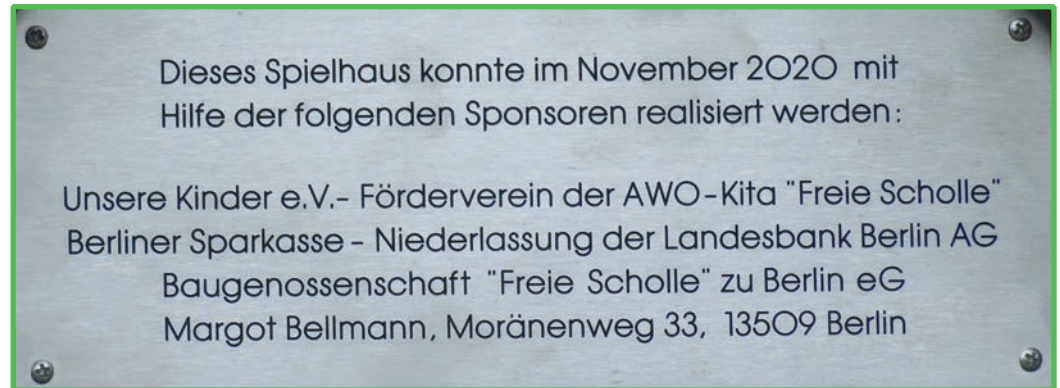 Dieses Spielhaus konnte im November 2020 mit
Hilfe der folgenden Sponsoren realisiert werden:
Unsere Kinder e.V.- Förderverein der AWO-Kita "Freie Scholle"
Berliner Sparkasse - Niederlassung der Landesbank Berlin AG
Baugenossenschaft "Freie Scholle" zu Berlin eG
Margot Bellmann, Moränenweg 33, 13509 Berlin